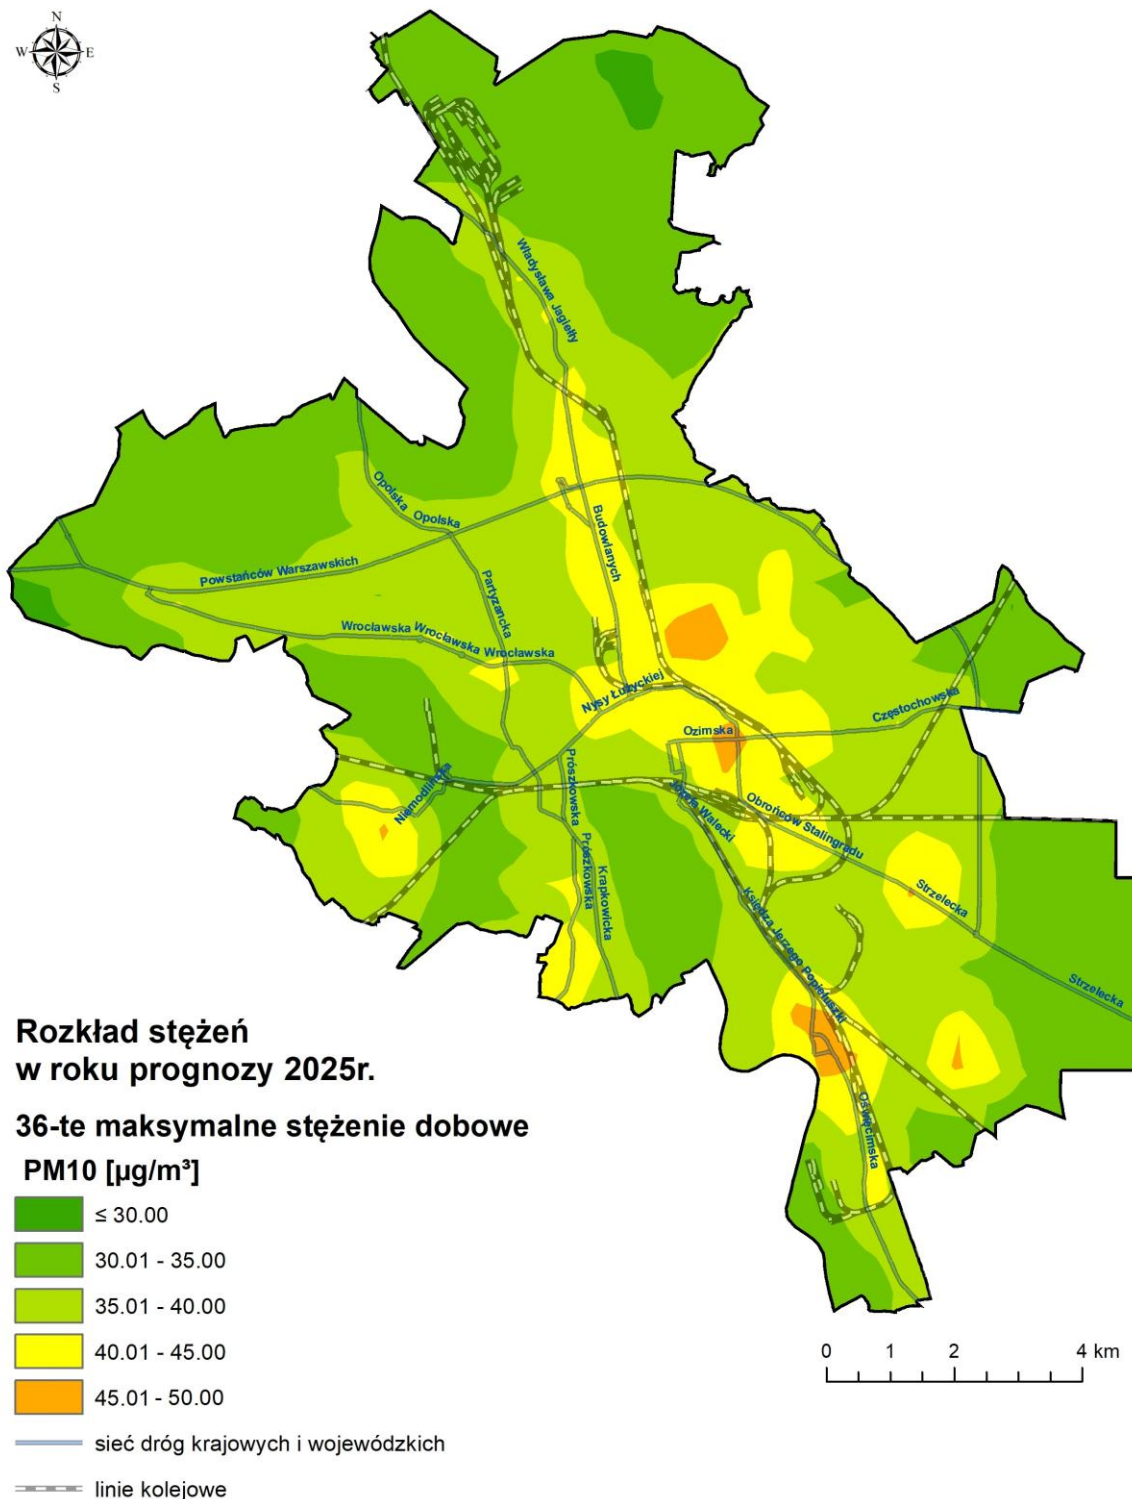 N
W E
S
Władysława Jagiełły
Opolska
Opolska
Budowlanych
Powstańców Warszawskich
Partyzancka
Wrocławska Wrocławska Wrocławska
Nysy Łużyckiej
Częstochowska
Ozimska
Prószkowska
Niemodlińska
Józefa Walecki
Obrońców Stalingradu
Prószkowska
Krapkowicka
Strzelecka
Księdza Jerzego Popiełuszki
Strzelecka
Oświęcimska
Rozkład stężeń
w roku prognozy 2025r.
36-te maksymalne stężenie dobowe
PM10 [µg/m³]
≤ 30.00
30.01 - 35.00
35.01 - 40.00
40.01 - 45.00
45.01 - 50.00
sieć dróg krajowych i wojewódzkich
linie kolejowe
0 1 2 4 km